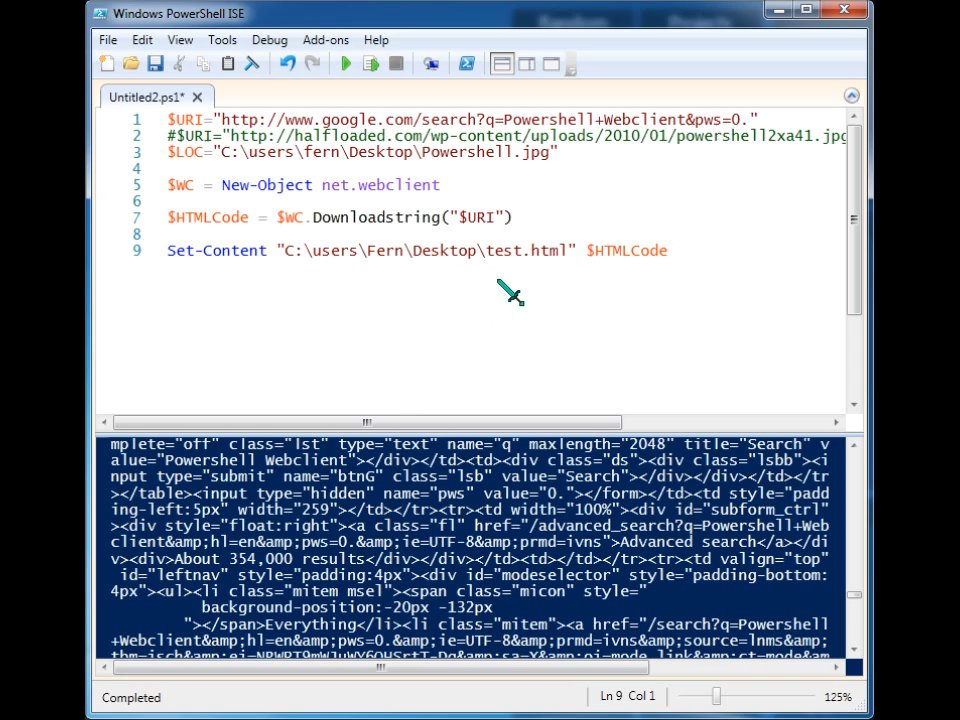 Random Projects
Windows PowerShell ISE
File Edit View Tools Debug Add-ons Help
Untitled2.ps1* X
1 $URI="http://www.google.com/search?q=Powershell+Webclient&pws=0."
2 #$URI="http://halfloaded.com/wp-content/uploads/2010/01/powershell2xa41.jpg
3 $LOC="C:\users\fern\Desktop\Powershell.jpg"
4
5 $WC = New-Object net.webclient
6
7 $HTMLCode = $WC.Downloadstring("$URI")
8
9 Set-Content "C:\users\Fern\Desktop\test.html" $HTMLCode
mplete="off" class="lst" type="text" name="q" maxlength="2048" title="Search" v
alue="Powershell Webclient"></div></td><td><div class="ds"><div class="lsbb"><i
nput type="submit" name="btnG" class="lsb" value="Search"></div></div></td></tr
></table><input type="hidden" name="pws" value="0."></form></td><td style="padd
ing-left:5px" width="259"></td></tr><tr><td width="100%"><div id="subform_ctrl"
><div style="float:right"><a class="fl" href="/advanced_search?q=Powershell+Web
client&amp;hl=en&amp;pws=0.&amp;ie=UTF-8&amp;prmd=ivns">Advanced search</a></di
v><div>About 354,000 results</div></td></tr></td></tr><tr><td valign="top"
 id="leftnav" style="padding:4px"><div id="modeselector" style="padding-bottom:
4px"><ul><li class="mitem msel"><span class="micon" style="
background-position:-20px -132px
"></span>Everything</li><li class="mitem"><a href="/search?q=Powershell
+Webclient&amp;hl=en&amp;pws=0.&amp;ie=UTF-8&amp;prmd=ivns&amp;source=lnms&amp;
Completed
Ln 9 Col 1
125%